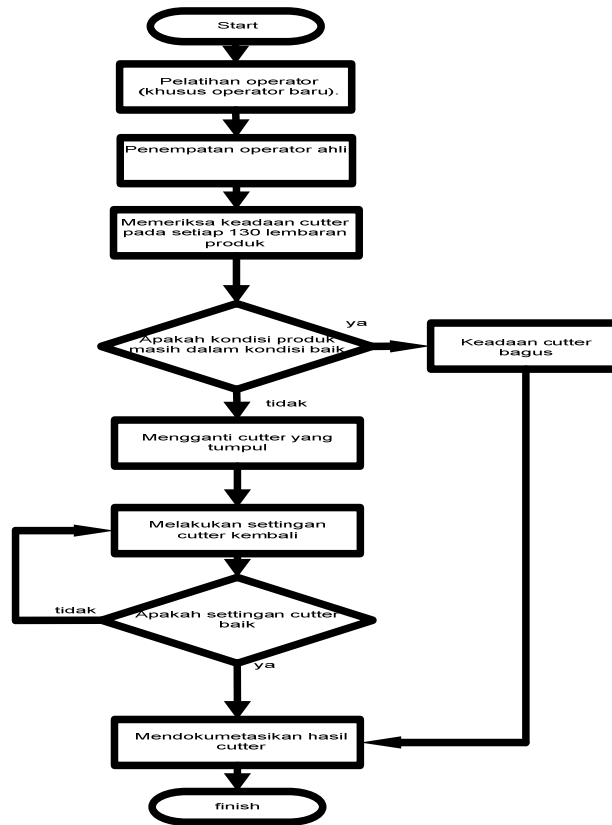 Start
Pelatihan operator
(khusus operator baru).
Penempatan operator ahli
Memeriksa keadaan cutter
pada setiap 130 lembaran
produk
Apakah kondisi produk
masih dalam kondisi baik
ya
Keadaan cutter
bagus
tidak
Mengganti cutter yang
tumpul
Melakukan settingan
cutter kembali
tidak
Apakah settingan cutter
baik
ya
Mendokumetasikan hasil
cutter
finish